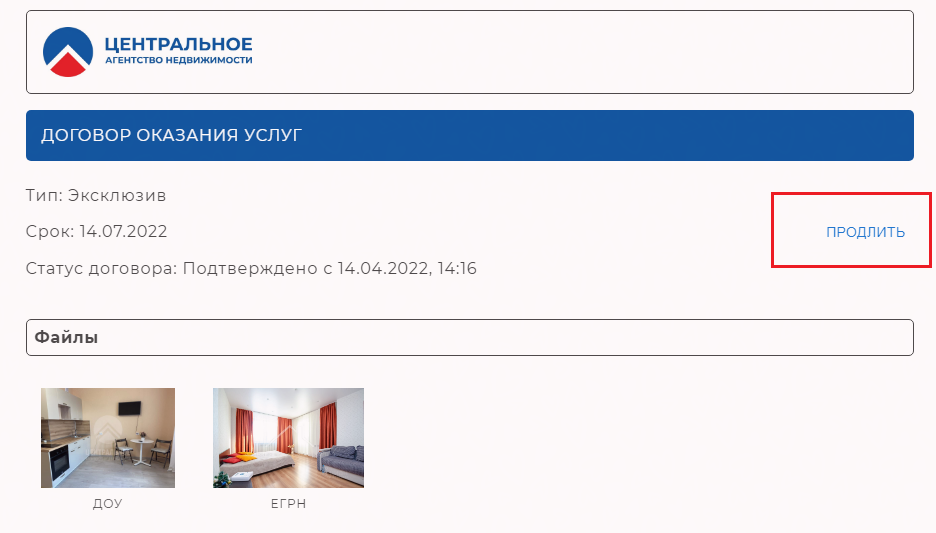 ЦЕНТРАЛЬНОЕ
АГЕНТСТВО НЕДВИЖИМОСТИ
ДОГОВОР ОКАЗАНИЯ УСЛУГ
Тип: Эксклюзив
Срок: 14.07.2022
ПРОДЛИТЬ
Статус договора: Подтверждено с 14.04.2022, 14:16
Файлы
ДОУ
ЕГРН